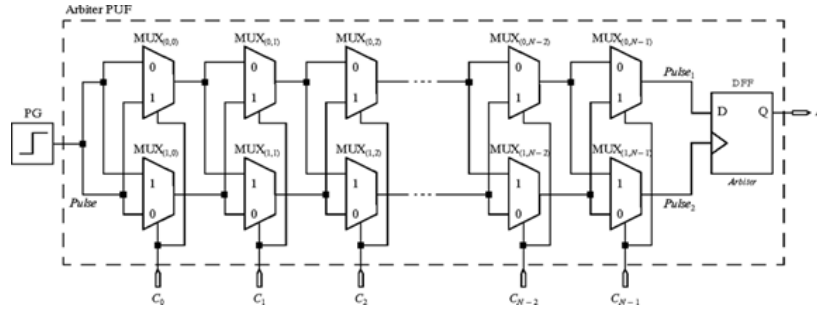 Arbiter PUF
MUX(0,0) MUX(0,1) MUX(0,2) MUX(0,N−2) MUX(0,N−1)
0 0 0 0 0
Pulse1
DFF
PG
1 1 1 1 1
D Q
MUX(1,0) MUX(1,1) MUX(1,2) MUX(1,N−2) MUX(1,N−1)
1 1 1 1 1
Arbiter
Pulse
Pulse2
0 0 0 0 0
C0 C1 C2 CN−2 CN−1